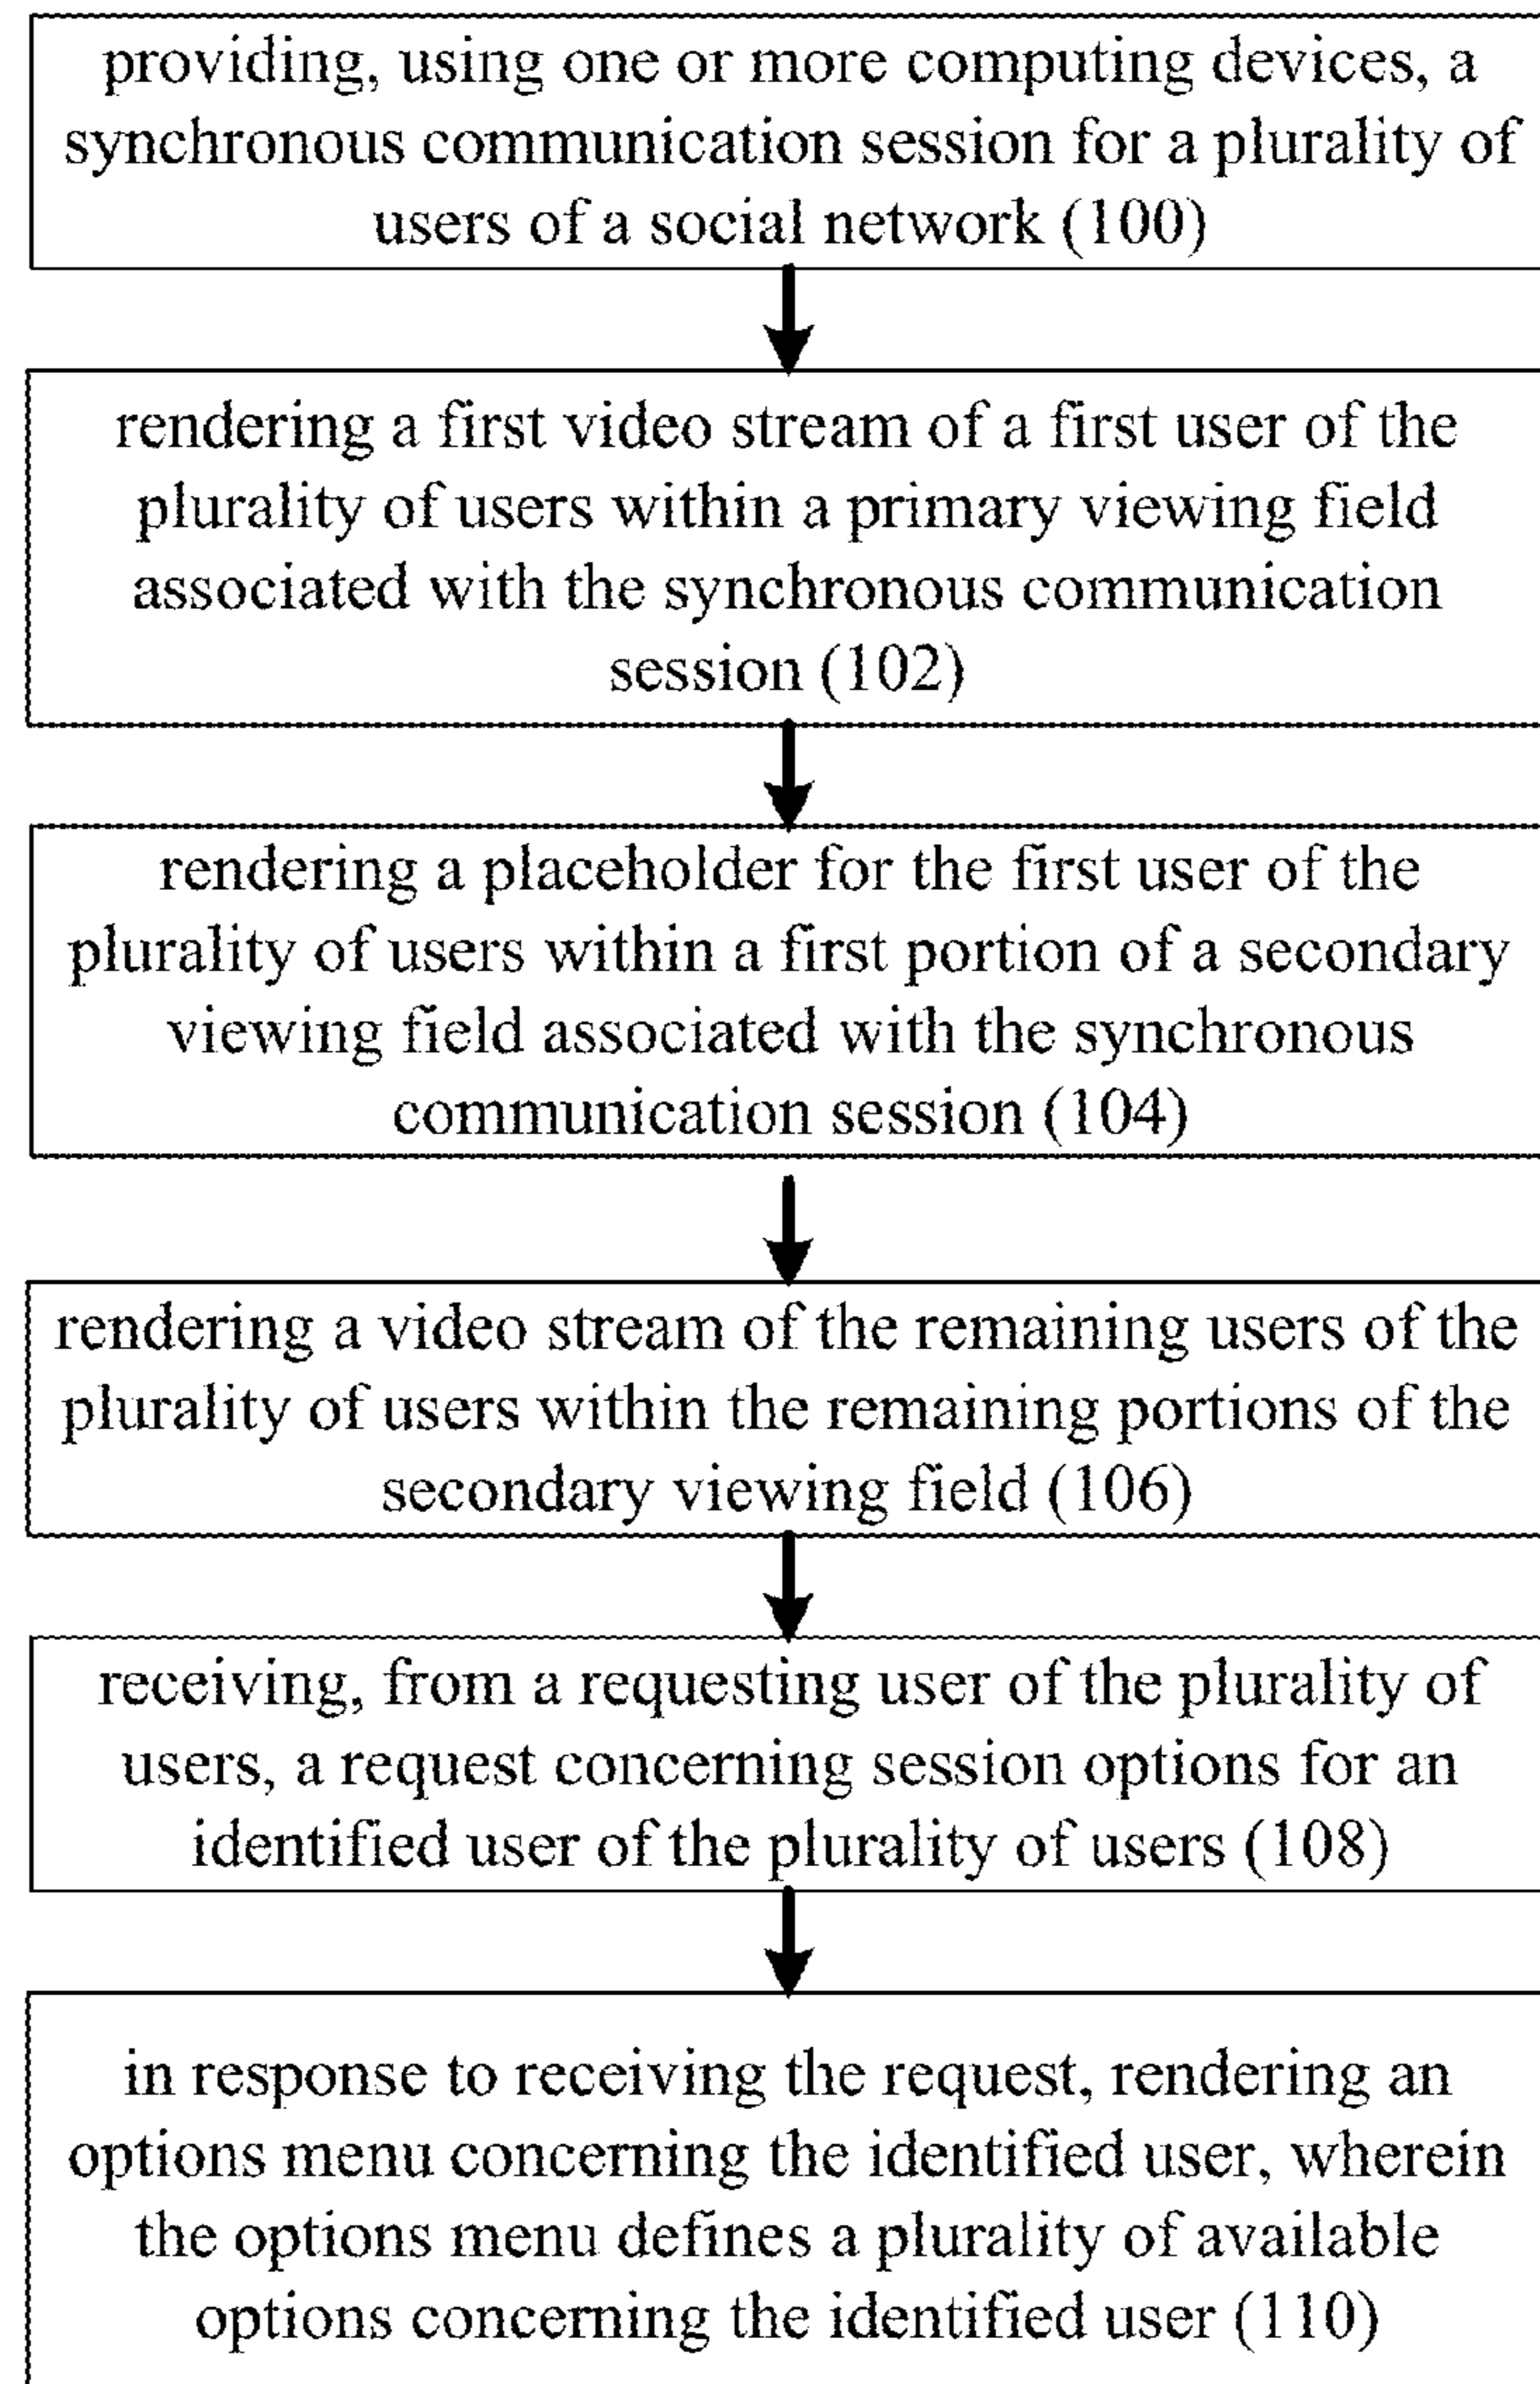 providing, using one or more computing devices, a
synchronous communication session for a plurality of
users of a social network (100)
rendering a first video stream of a first user of the
plurality of users within a primary viewing field
associated with the synchronous communication
session (102)
rendering a placeholder for the first user of the
plurality of users within a first portion of a secondary
viewing field associated with the synchronous
communication session (104)
rendering a video stream of the remaining users of the
plurality of users within the remaining portions of the
secondary viewing field (106)
receiving, from a requesting user of the plurality of
users, a request concerning session options for an
identified user of the plurality of users (108)
in response to receiving the request, rendering an
options menu concerning the identified user, wherein
the options menu defines a plurality of available
options concerning the identified user (110)